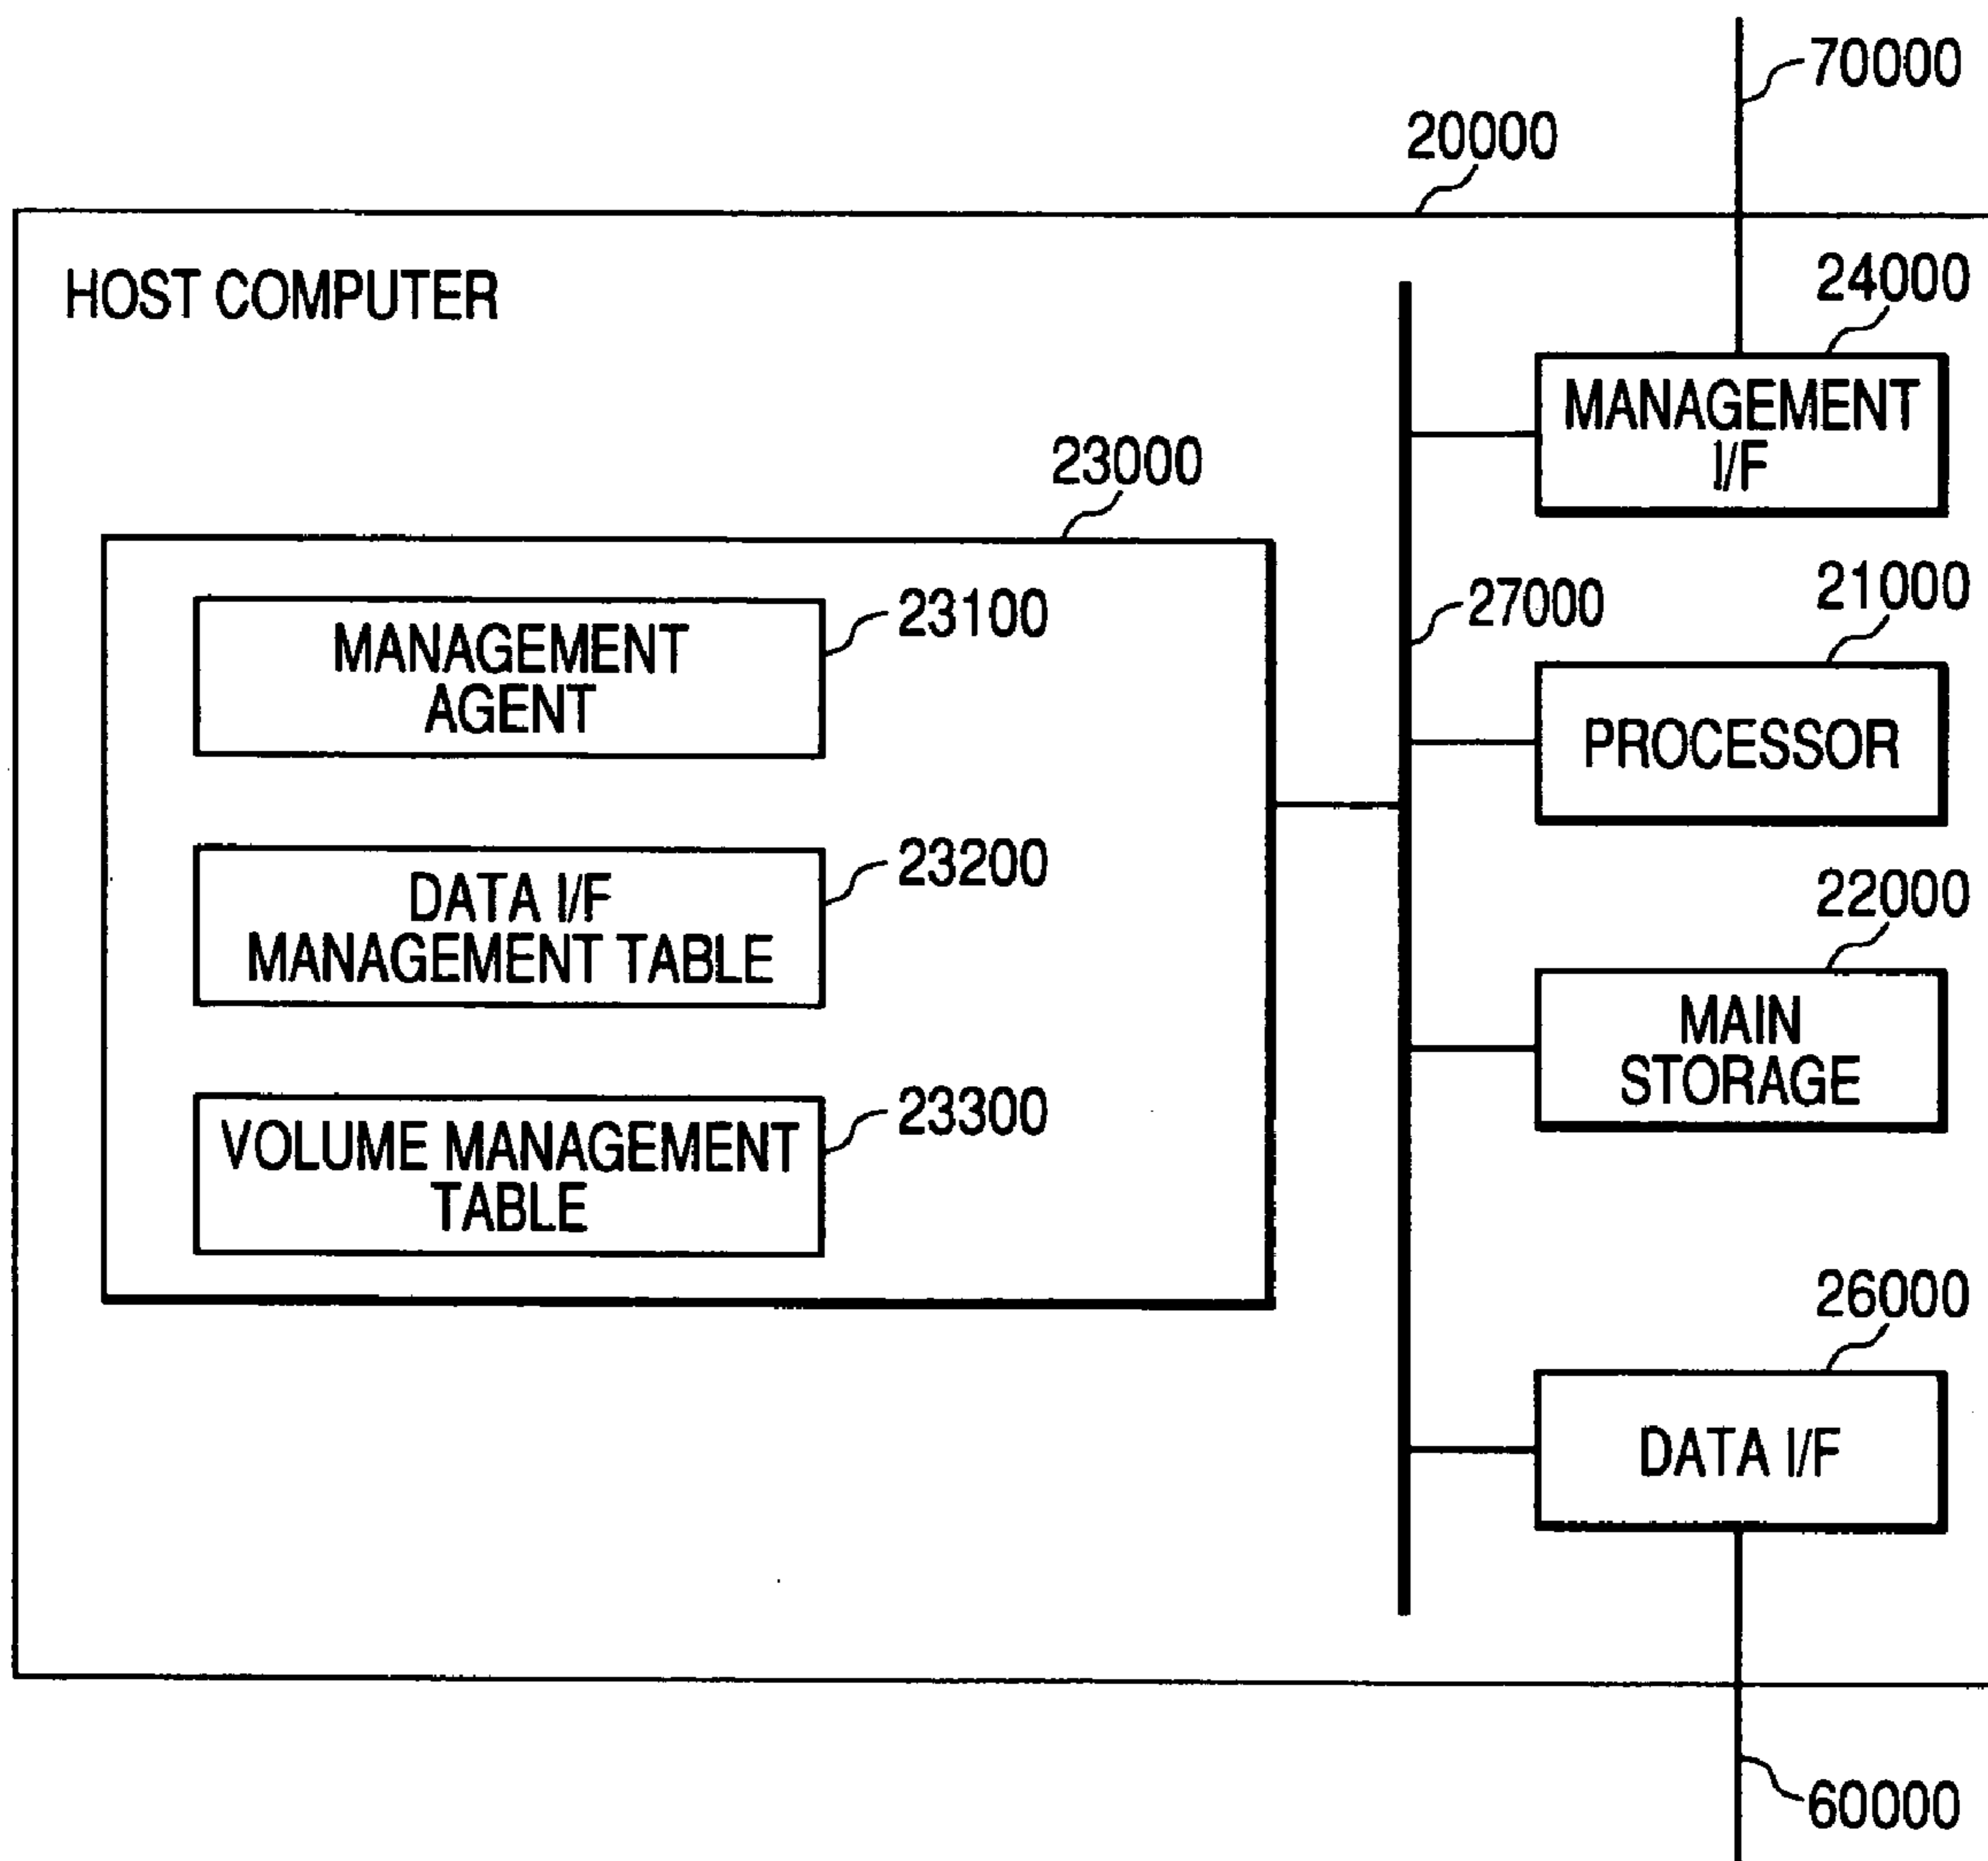 70000
20000
HOST COMPUTER
24000
MANAGEMENT
I/F
23000
21000
27000
23100
MANAGEMENT
AGENT
PROCESSOR
23200
22000
DATA I/F
MANAGEMENT TABLE
MAIN
STORAGE
23300
VOLUME MANAGEMENT
TABLE
26000
DATA I/F
60000